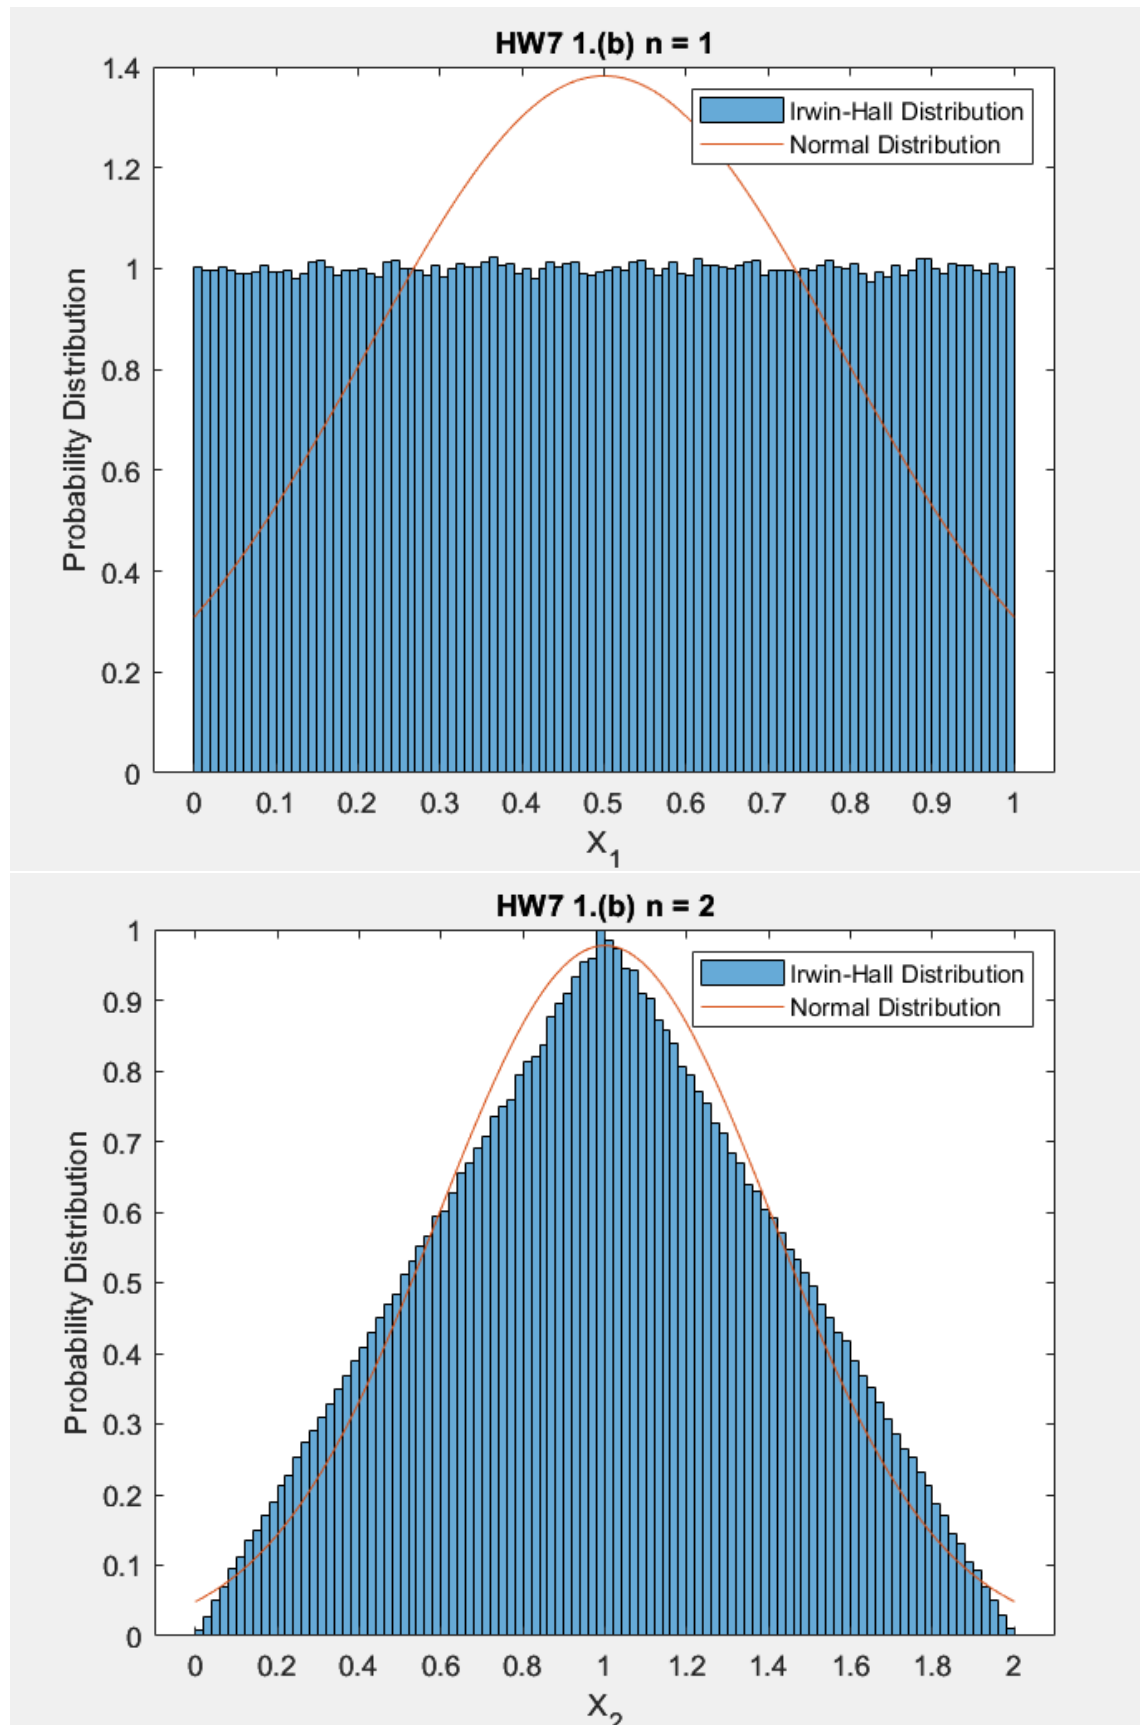 HW7 1.(b) n = 1
1.4
Irwin-Hall Distribution
Normal Distribution
1.2
1
0.8
0.6
0.4
0.2
0
Probability Distribution
0 0.1 0.2 0.3 0.4 0.5 0.6 0.7 0.8 0.9 1
X_1
HW7 1.(b) n = 2
1
Irwin-Hall Distribution
Normal Distribution
0.9
0.8
0.7
0.6
0.5
0.4
0.3
0.2
0.1
0
Probability Distribution
0 0.2 0.4 0.6 0.8 1 1.2 1.4 1.6 1.8 2
X_2